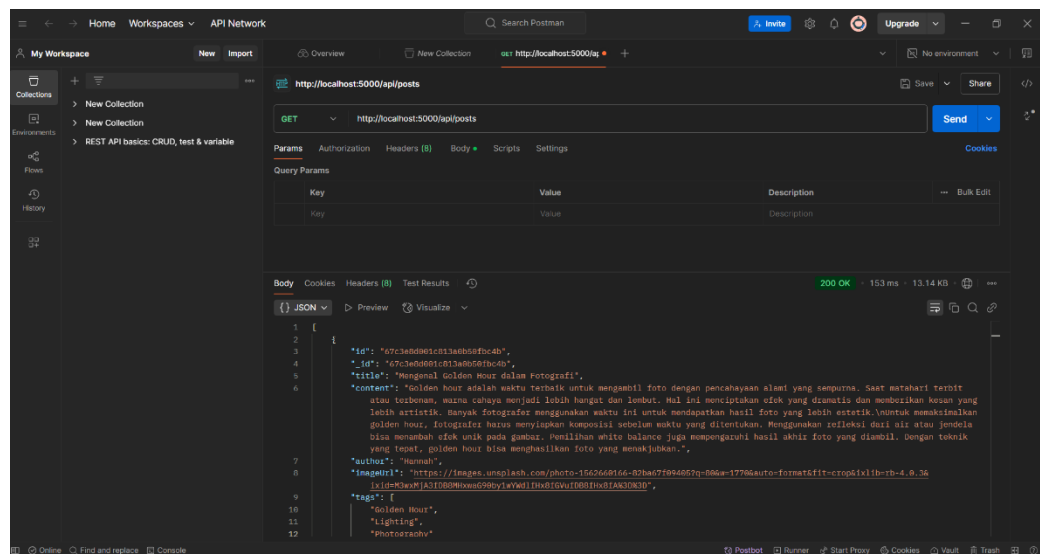 Home Workspaces API Network Search Postman Invite Upgrade
My Workspace New Import Overview New Collection GET http://localhost:5000/ap No environment
Collections
Environments
Flows
History
New Collection
New Collection
REST API basics: CRUD, test & variable
http://localhost:5000/api/posts Save Share
GET http://localhost:5000/api/posts Send
Params Authorization Headers (8) Body Scripts Settings Cookies
Query Params
Key Value Description Bulk Edit
Key Value Description
Body Cookies Headers (8) Test Results 200 OK 153 ms 13.14 KB
{} JSON Preview Visualize
1 [
2 {
3 "id": "67c3e8d001c813a0b50fbc4b",
4 "_id": "67c3e8d001c813a0b50fbc4b",
5 "title": "Mengenal Golden Hour dalam Fotografi",
6 "content": "Golden hour adalah waktu terbaik untuk mengambil foto dengan pencahayaan alami yang sempurna. Saat matahari terbit
atau terbenam, warna cahaya menjadi lebih hangat dan lembut. Hal ini menciptakan efek yang dramatis dan memberikan kesan yang
lebih artistik. Banyak fotografer menggunakan waktu ini untuk mendapatkan hasil foto yang lebih estetik.\nUntuk memaksimalkan
golden hour, fotografer harus menyiapkan komposisi sebelum waktu yang ditentukan. Menggunakan refleksi dari air atau jendela
bisa menambah efek unik pada gambar. Pemilihan white balance juga mempengaruhi hasil akhir foto yang diambil. Dengan teknik
yang tepat, golden hour bisa menghasilkan foto yang menakjubkan.",
7 "author": "Hannah",
8 "imageUrl": "https://images.unsplash.com/photo-1562660166-82ba67f09405?q=80&w=1770&auto=format&fit=crop&ixlib=rb-4.0.3&
9 "tags": [
10 "Golden Hour",
11 "Lighting",
12 "Photography"
Online Find and replace Console Postbot Runner Start Proxy Cookies Vault Trash